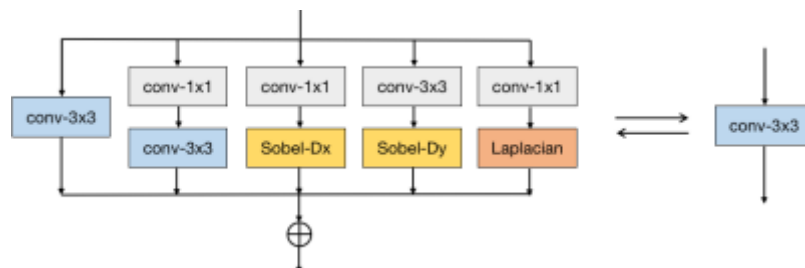 conv-1x1 conv-1x1 conv-3x3 conv-1x1
conv-3x3 conv-3x3
conv-3x3 Sobel-Dx Sobel-Dy Laplacian